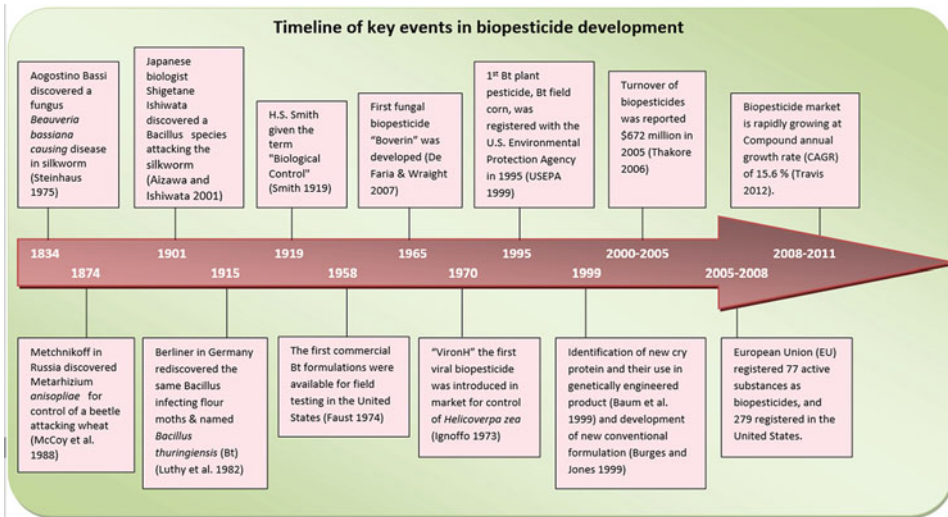 Timeline of key events in biopesticide development
Aogostino Bassi
discovered a
fungus
Beauveria
bassiana
causing disease
in silkworm
(Steinhaus
1975)
Japanese
biologist
Shigetane
Ishiwata
discovered a
Bacillus species
attacking the
silkworm
(Aizawa and
Ishiwata 2001)
H.S. Smith
given the
term
"Biological
Control"
(Smith 1919)
First fungal
biopesticide
“Boverin” was
developed (De
Faria & Wraight
2007)
1st Bt plant
pesticide, Bt field
corn, was
registered with the
U.S. Environmental
Protection Agency
in 1995 (USEPA
1999)
Turnover of
biopesticides
was reported
$672 million in
2005 (Thakore
2006)
Biopesticide market
is rapidly growing at
Compound annual
growth rate (CAGR)
of 15.6 % (Travis
2012).
1834
1901
1919
1965
1995
2000-2005
2008-2011
1874
1915
1958
1970
1999
2005-2008
Metchnikoff in
Russia discovered
Metarhizium
anisopliae for
control of a beetle
attacking wheat
(McCoy et al.
1988)
Berliner in Germany
rediscovered the
same Bacillus
infecting flour
moths & named
Bacillus
thuringiensis (Bt)
(Luthy et al. 1982)
The first commercial
Bt formulations were
available for field
testing in the United
States (Faust 1974)
“VironH” the first
viral biopesticide
was introduced in
market for control
of Helicoverpa zea
(Ignoffo 1973)
Identification of new cry
protein and their use in
genetically engineered
product (Baum et al.
1999) and development
of new conventional
formulation (Burges and
Jones 1999)
European Union (EU)
registered 77 active
substances as
biopesticides, and
279 registered in the
United States.